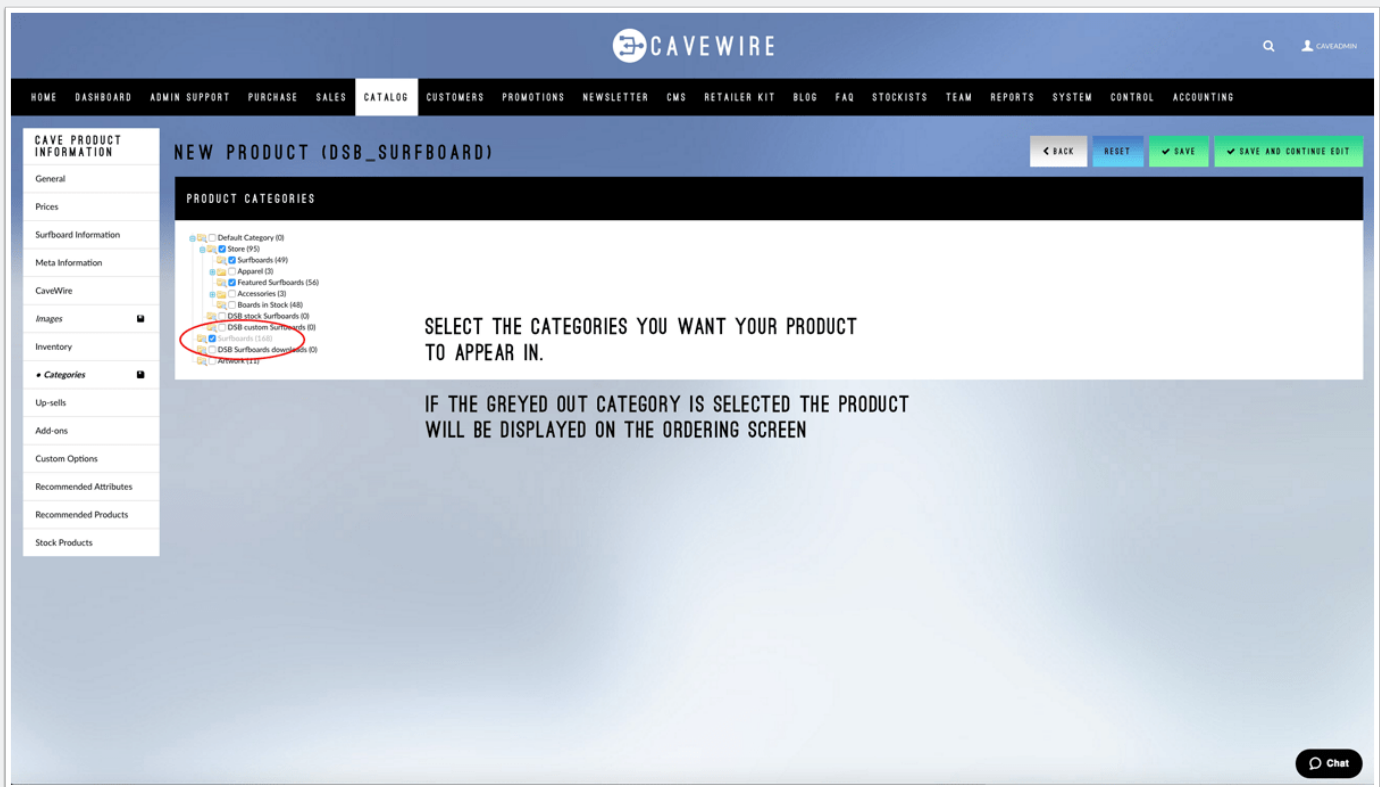 CAVEWIRE
CAVEADMIN
HOME DASHBOARD ADMIN SUPPORT PURCHASE SALES CATALOG CUSTOMERS PROMOTIONS NEWSLETTER CMS RETAILER KIT BLOG FAQ STOCKISTS TEAM REPORTS SYSTEM CONTROL ACCOUNTING
CAVE PRODUCT
INFORMATION
General
Prices
Surfboard Information
Meta Information
CaveWire
Images
Inventory
• Categories
Up-sells
Add-ons
Custom Options
Recommended Attributes
Recommended Products
Stock Products
NEW PRODUCT (DSB_SURFBOARD)
BACK
RESET
SAVE
SAVE AND CONTINUE EDIT
PRODUCT CATEGORIES
Default Category (0)
Store (95)
Surfboards (49)
Apparel (3)
Featured Surfboards (56)
Accessories (3)
Boards in Stock (48)
DSB stock Surfboards (0)
DSB custom Surfboards (0)
Surfboards (168)
DSB Surfboards downloads (0)
Artwork (11)
SELECT THE CATEGORIES YOU WANT YOUR PRODUCT
TO APPEAR IN.
IF THE GREYED OUT CATEGORY IS SELECTED THE PRODUCT
WILL BE DISPLAYED ON THE ORDERING SCREEN
Chat